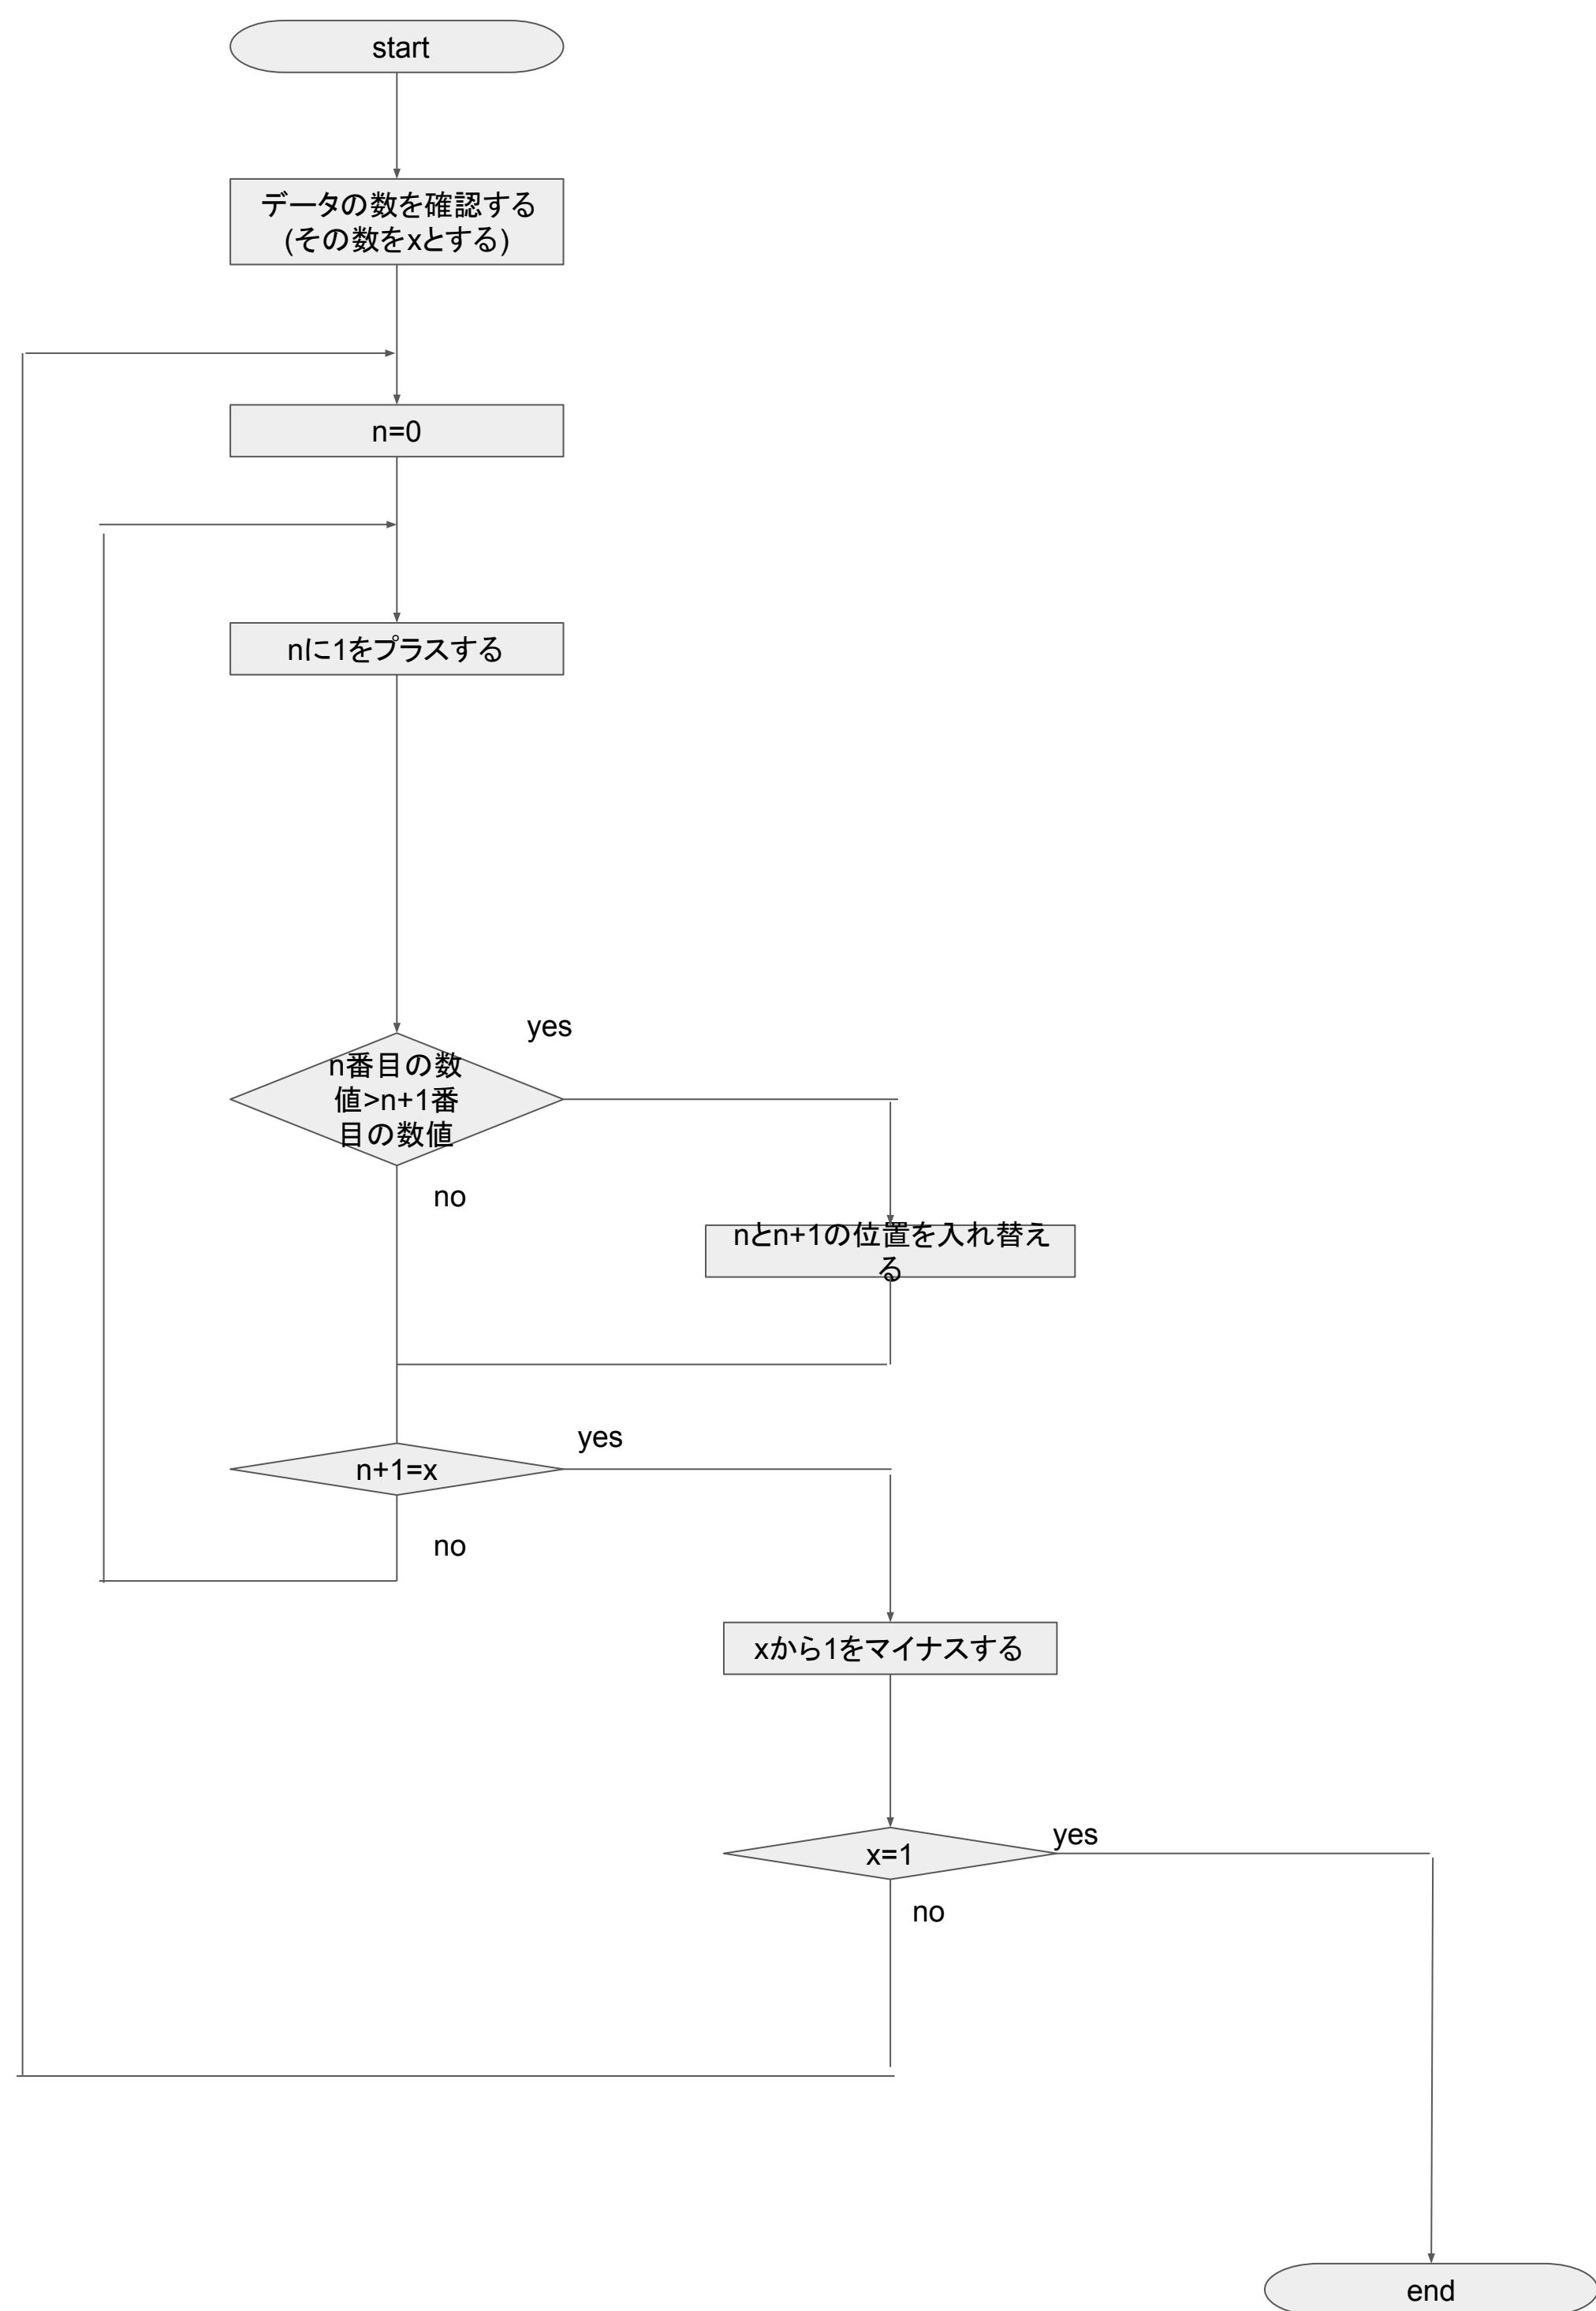 start
データの数を確認する
(その数をxとする)
n=0
nに1をプラスする
yes
n番目の数
値>n+1番
目の数値
no
nとn+1の位置を入れ替え
る
yes
n+1=x
no
xから1をマイナスする
yes
x=1
no
end